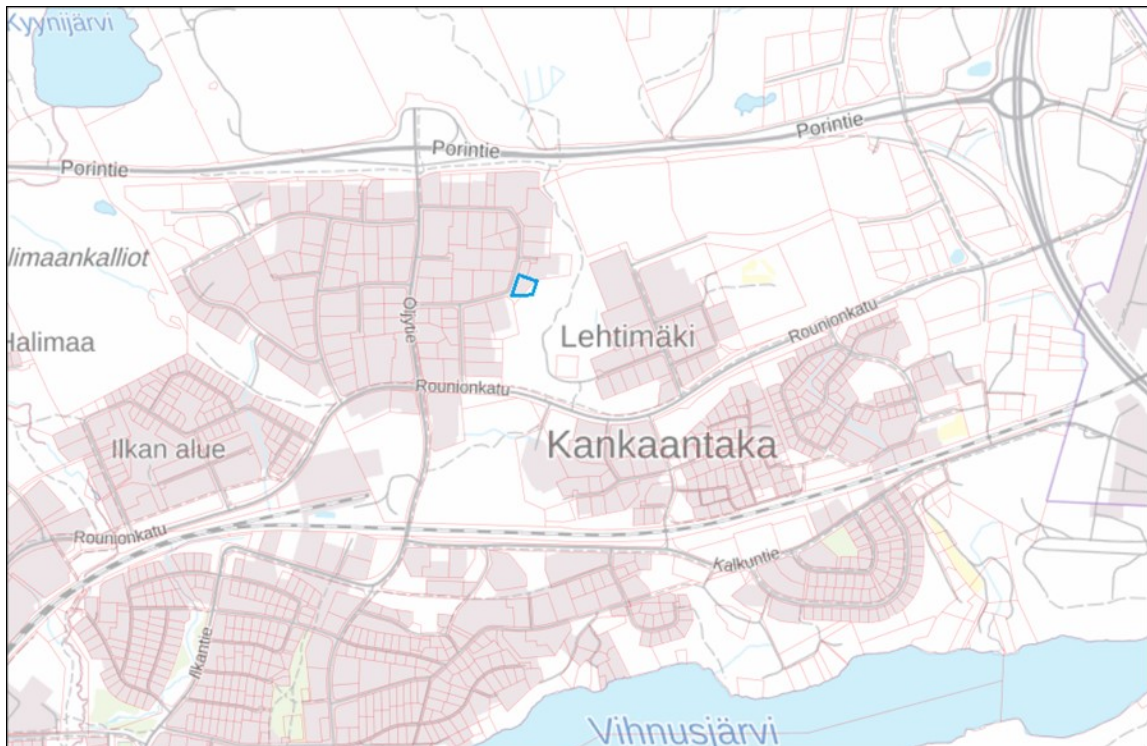 Kyynijärvi
Porintie
Porintie
Porintie
limaankalliot
Öljytie
Halimaa
Lehtimäki
Rounionkatu
Rounionkatu
Ilkan alue
Kankaantaka
Rounionkatu
Kalkuntie
Ilkantie
Vihnusjärvi